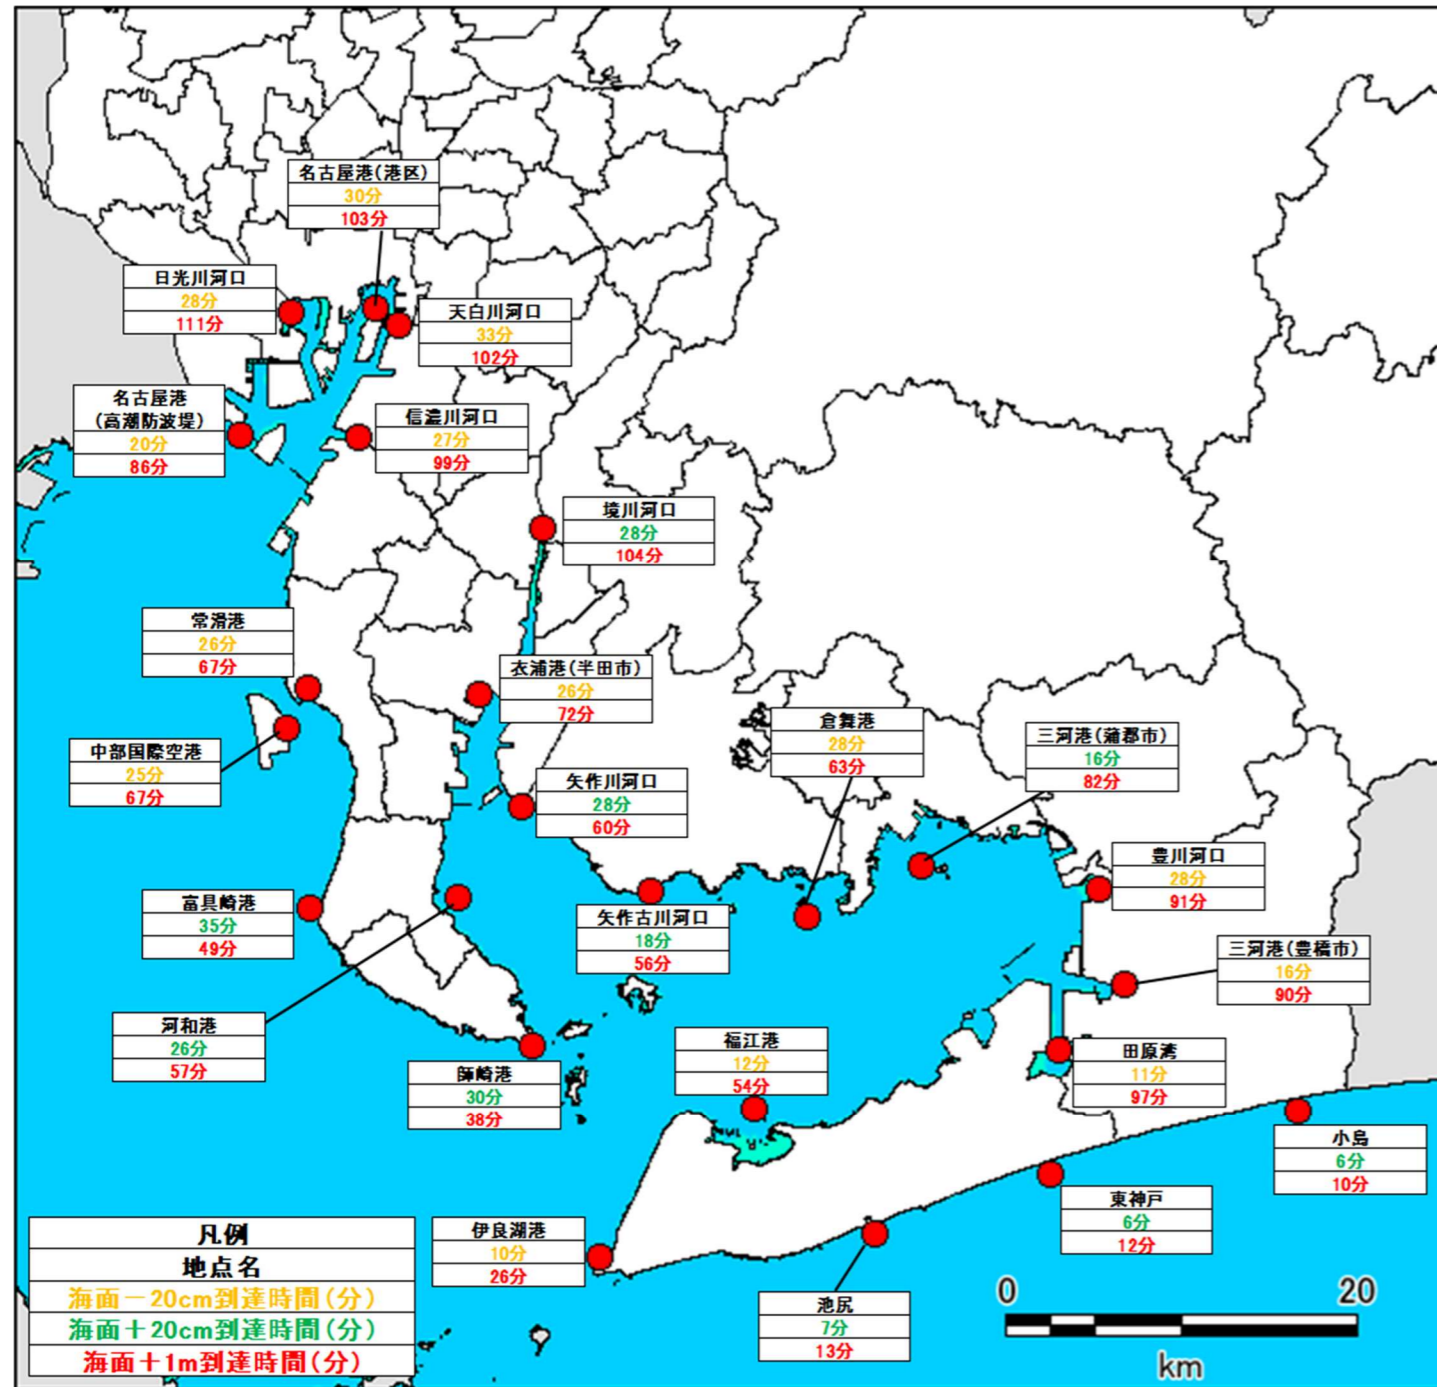 名古屋港(港区)
30分
103分
日光川河口
28分
111分
天白川河口
33分
102分
名古屋港
(高潮防波堤)
20分
86分
信濃川河口
27分
99分
境川河口
28分
104分
常滑港
26分
67分
衣浦港(半田市)
26分
72分
倉舞港
28分
63分
三河港(蒲郡市)
16分
82分
中部国際空港
25分
67分
矢作川河口
28分
60分
豊川河口
28分
91分
富具崎港
35分
49分
矢作古川河口
18分
56分
三河港(豊橋市)
16分
90分
河和港
26分
57分
師崎港
30分
38分
福江港
12分
54分
田原湾
11分
97分
小島
6分
10分
東神戸
6分
12分
伊良湖港
10分
26分
池尻
7分
13分
凡例
地点名
海面－20cm到達時間(分)
海面＋20cm到達時間(分)
海面＋1m到達時間(分)
0 20
km